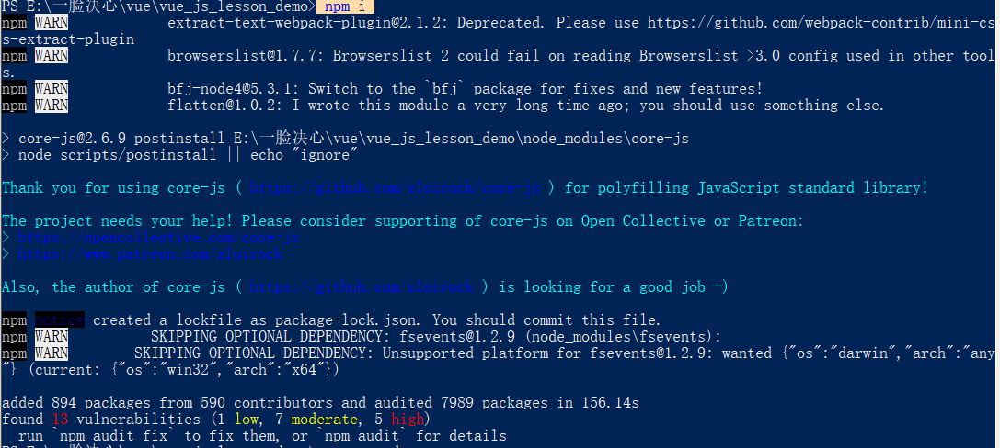 PS E:\一脸决心\vue\vue_js_lesson_demo> npm i
npm WARN extract-text-webpack-plugin@2.1.2: Deprecated. Please use https://github.com/webpack-contrib/mini-cs
s-extract-plugin
npm WARN browserslist@1.7.7: Browserslist 2 could fail on reading Browserslist >3.0 config used in other tool
s.
npm WARN bfj-node4@5.3.1: Switch to the `bfj` package for fixes and new features!
npm WARN flatten@1.0.2: I wrote this module a very long time ago; you should use something else.
> core-js@2.6.9 postinstall E:\一脸决心\vue\vue_js_lesson_demo\node_modules\core-js
> node scripts/postinstall || echo "ignore"
Thank you for using core-js ( https://github.com/zloirock/core-js ) for polyfilling JavaScript standard library!
The project needs your help! Please consider supporting of core-js on Open Collective or Patreon:
> https://opencollective.com/core-js
> https://www.patreon.com/zloirock
Also, the author of core-js ( https://github.com/zloirock ) is looking for a good job -)
npm notice created a lockfile as package-lock.json. You should commit this file.
npm WARN SKIPPING OPTIONAL DEPENDENCY: fsevents@1.2.9 (node_modules\fsevents):
npm WARN SKIPPING OPTIONAL DEPENDENCY: Unsupported platform for fsevents@1.2.9: wanted {"os":"darwin","arch":"any
"} (current: {"os":"win32","arch":"x64"})
added 894 packages from 590 contributors and audited 7989 packages in 156.14s
found 13 vulnerabilities (1 low, 7 moderate, 5 high)
run `npm audit fix` to fix them, or `npm audit` for details